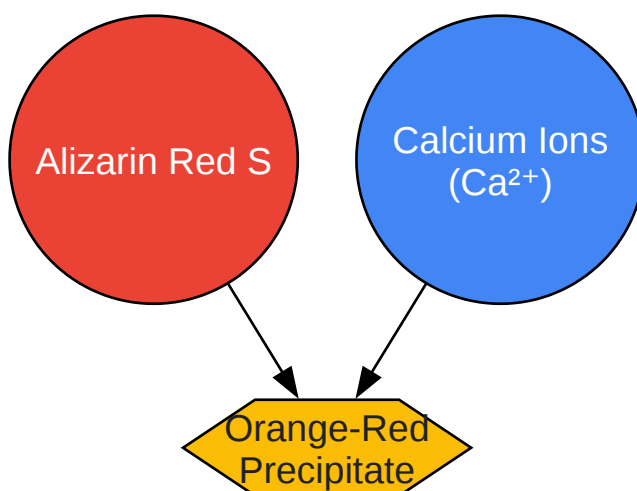 Alizarin Red S
Calcium Ions
(Ca²⁺)
Orange-Red
Precipitate